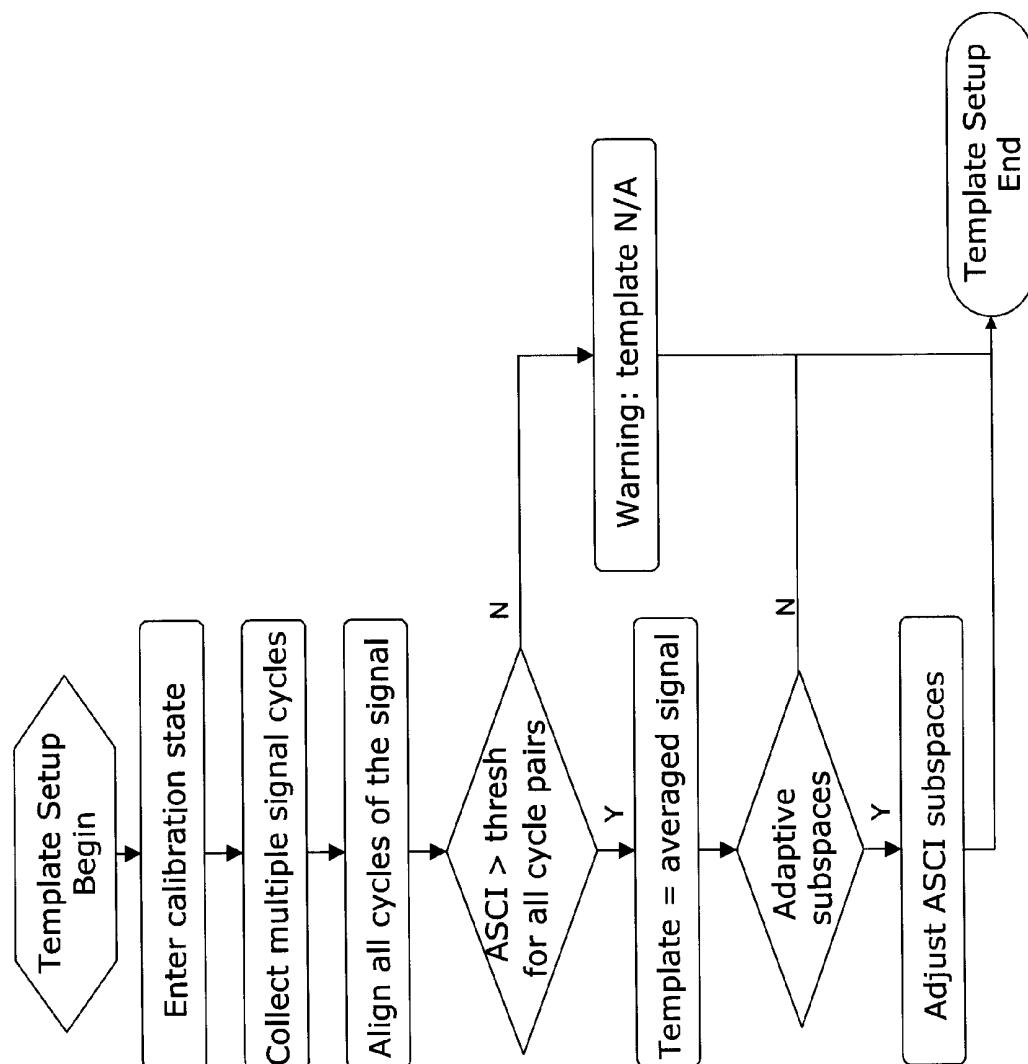 Template Setup
Begin
Enter calibration state
Collect multiple signal cycles
Align all cycles of the signal
ASCI > thresh
for all cycle pairs
N
Y
Warning: template N/A
Template = averaged signal
Adaptive
subspaces
N
Y
Adjust ASCI subspaces
Template Setup
End